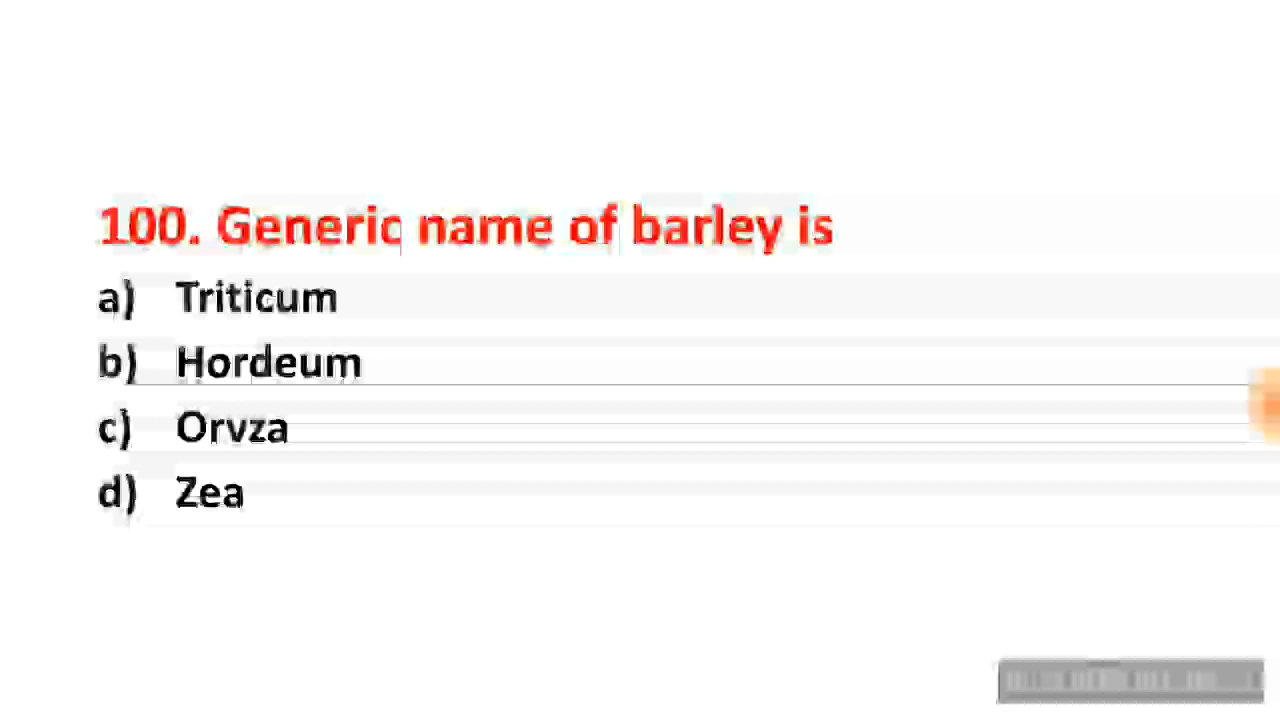 100. Generic name of barley is
a) Triticum
b) Hordeum
c) Orvza
d) Zea